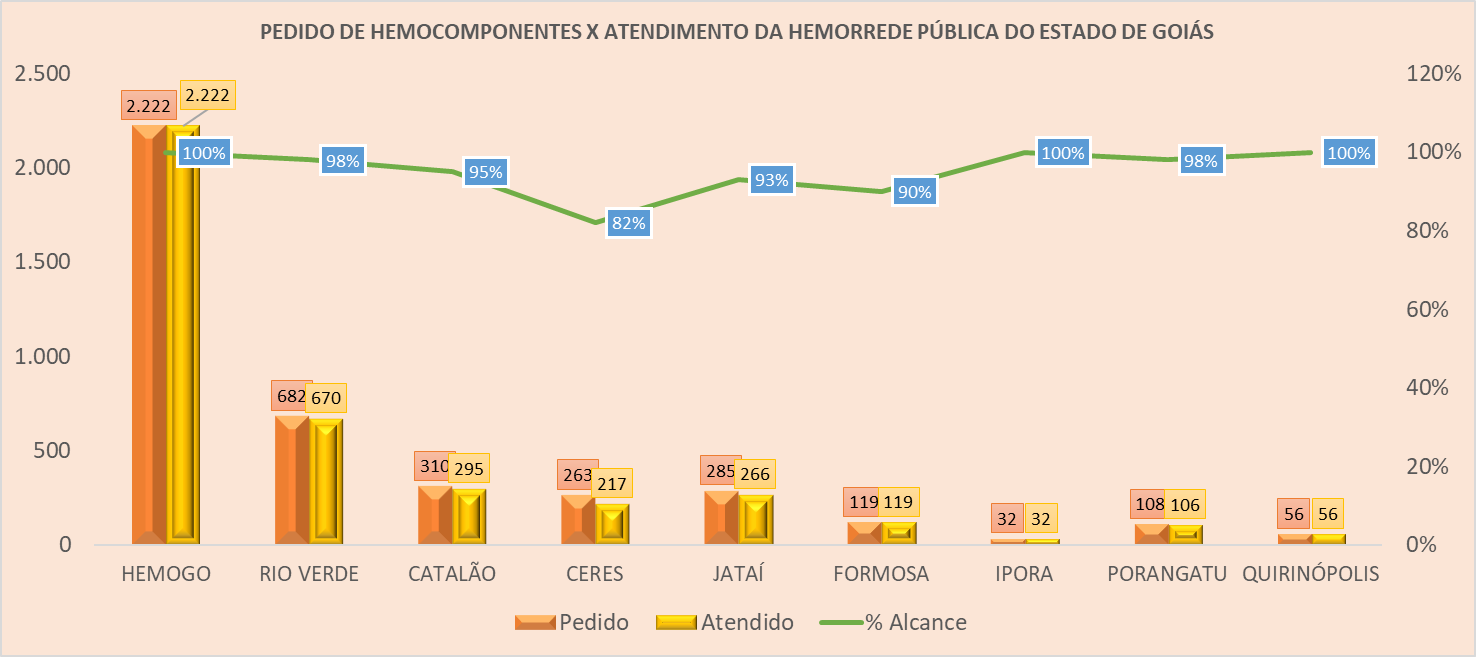 PEDIDO DE HEMOCOMPONENTES X ATENDIMENTO DA HEMORREDE PÚBLICA DO ESTADO DE GOIÁS
2.500 120%
2.222 2.222
2.000 100%
100% 98% 95% 82% 93% 90% 100% 98% 100%
1.500 80%
60%
1.000
40%
682 670
500 20%
310 295 263 217 285 266 119 119 32 32 108 106 56 56
0 0%
HEMOGO RIO VERDE CATALÃO CERES JATAÍ FORMOSA IPORA PORANGATU QUIRINÓPOLIS
Pedido Atendido % Alcance